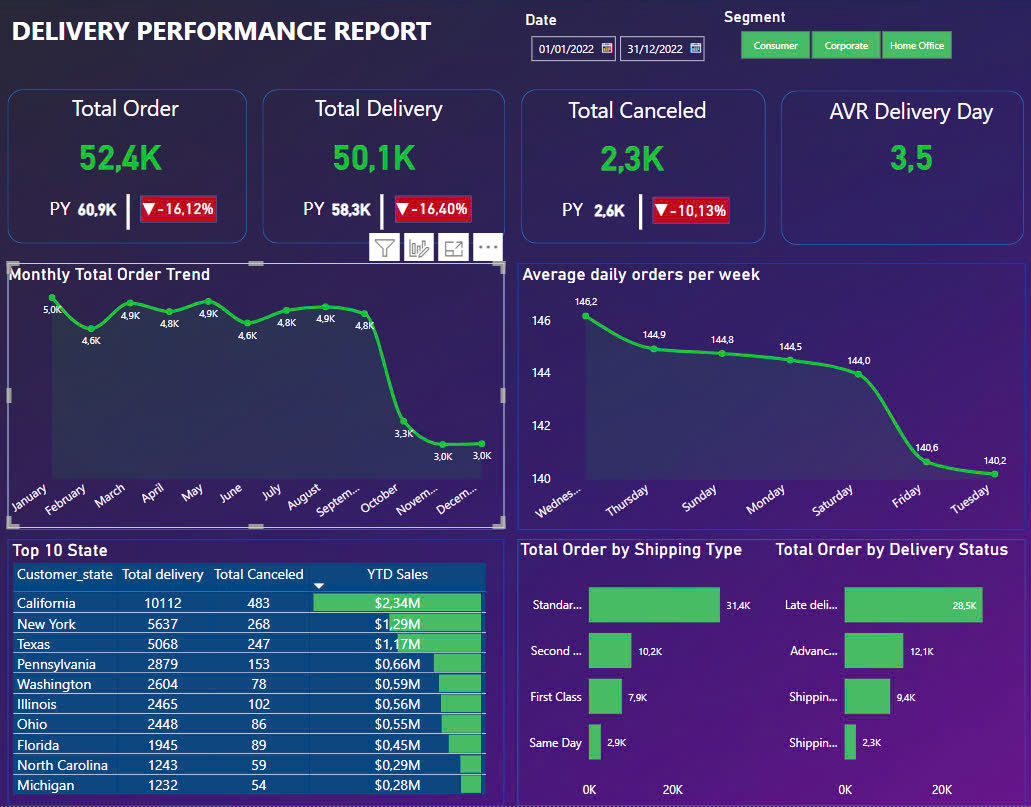 DELIVERY PERFORMANCE REPORT
Date
01/01/2022
31/12/2022
Segment
Consumer
Corporate
Home Office
Total Order
52,4K
PY 60,9K
▼-16,12%
Total Delivery
50,1K
PY 58,3K
▼-16,40%
Total Canceled
2,3K
PY 2,6K
▼-10,13%
AVR Delivery Day
3,5
Monthly Total Order Trend
5,0K
4,6K
4,9K
4,8K
4,9K
4,6K
4,8K
4,9K
4,8K
3,3K
3,0K
3,0K
January
February
March
April
May
June
July
August
Septem...
October
Novem...
Decem...
Average daily orders per week
146
144
142
140
146,2
144,9
144,8
144,5
144,0
140,6
140,2
Wednes...
Thursday
Sunday
Monday
Saturday
Friday
Tuesday
Top 10 State
Customer_state Total delivery Total Canceled YTD Sales
California 10112 483 $2,34M
New York 5637 268 $1,29M
Texas 5068 247 $1,17M
Pennsylvania 2879 153 $0,66M
Washington 2604 78 $0,59M
Illinois 2465 102 $0,56M
Ohio 2448 86 $0,55M
Florida 1945 89 $0,45M
North Carolina 1243 59 $0,29M
Michigan 1232 54 $0,28M
Total Order by Shipping Type
Standar... 31,4K
Second ... 10,2K
First Class 7,9K
Same Day 2,9K
0K 20K
Total Order by Delivery Status
Late deli... 28,5K
Advanc... 12,1K
Shippin... 9,4K
Shippin... 2,3K
0K 20K